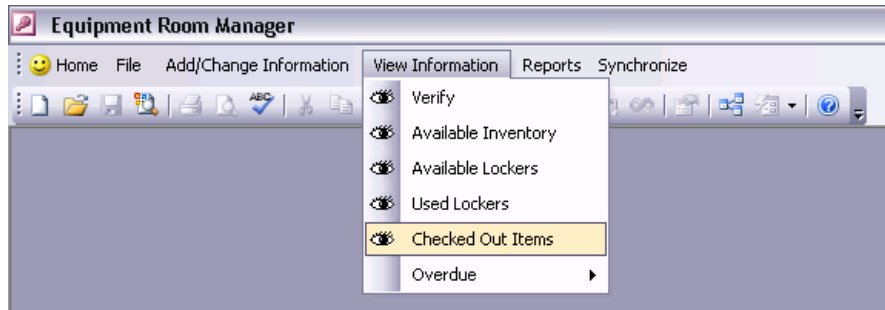 Equipment Room Manager
Home File Add/Change Information View Information Reports Synchronize
ABC
Verify
Available Inventory
Available Lockers
Used Lockers
Checked Out Items
Overdue